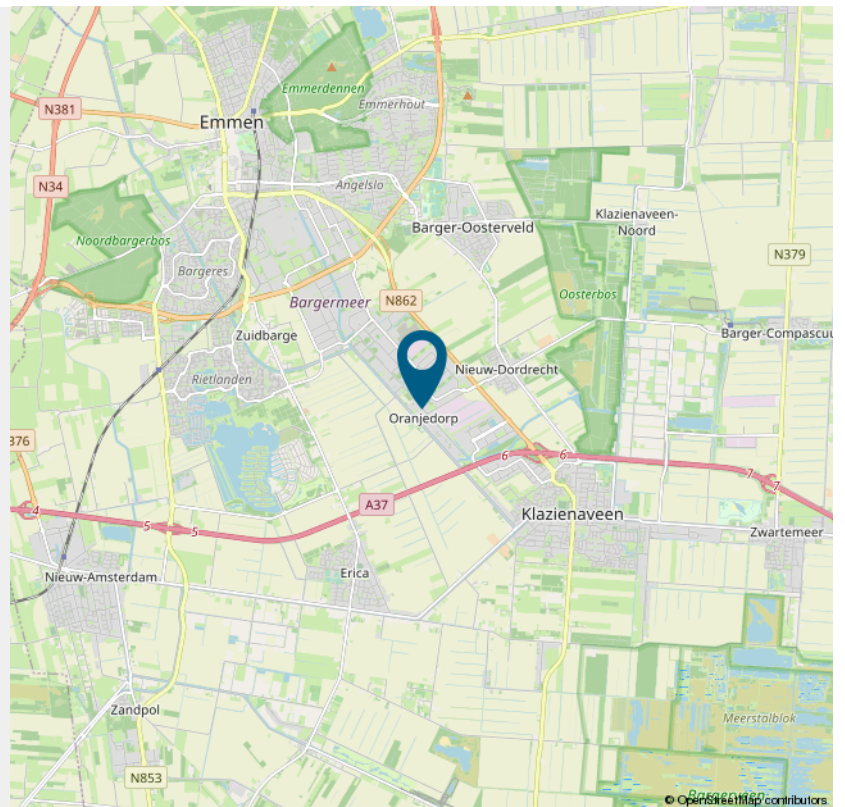 Emmerdennen
Emmerhout
N381
Emmen
N34
Angelslo
Klazienaveen-
Noord
Barger-Oosterveld
Noordbargerbos
N379
Bargeres
Oosterbos
Bargermeer
N862
Zuidbarge
Barger-Compascuu
Nieuw-Dordrecht
Rietlanden
Oranjedorp
376
6
6
7
7
A37
4
5
5
Klazienaveen
Zwartemeer
Erica
Nieuw-Amsterdam
Zandpol
Meerstalblok
N853
Bargerveen
© OpenStreetMap contributors